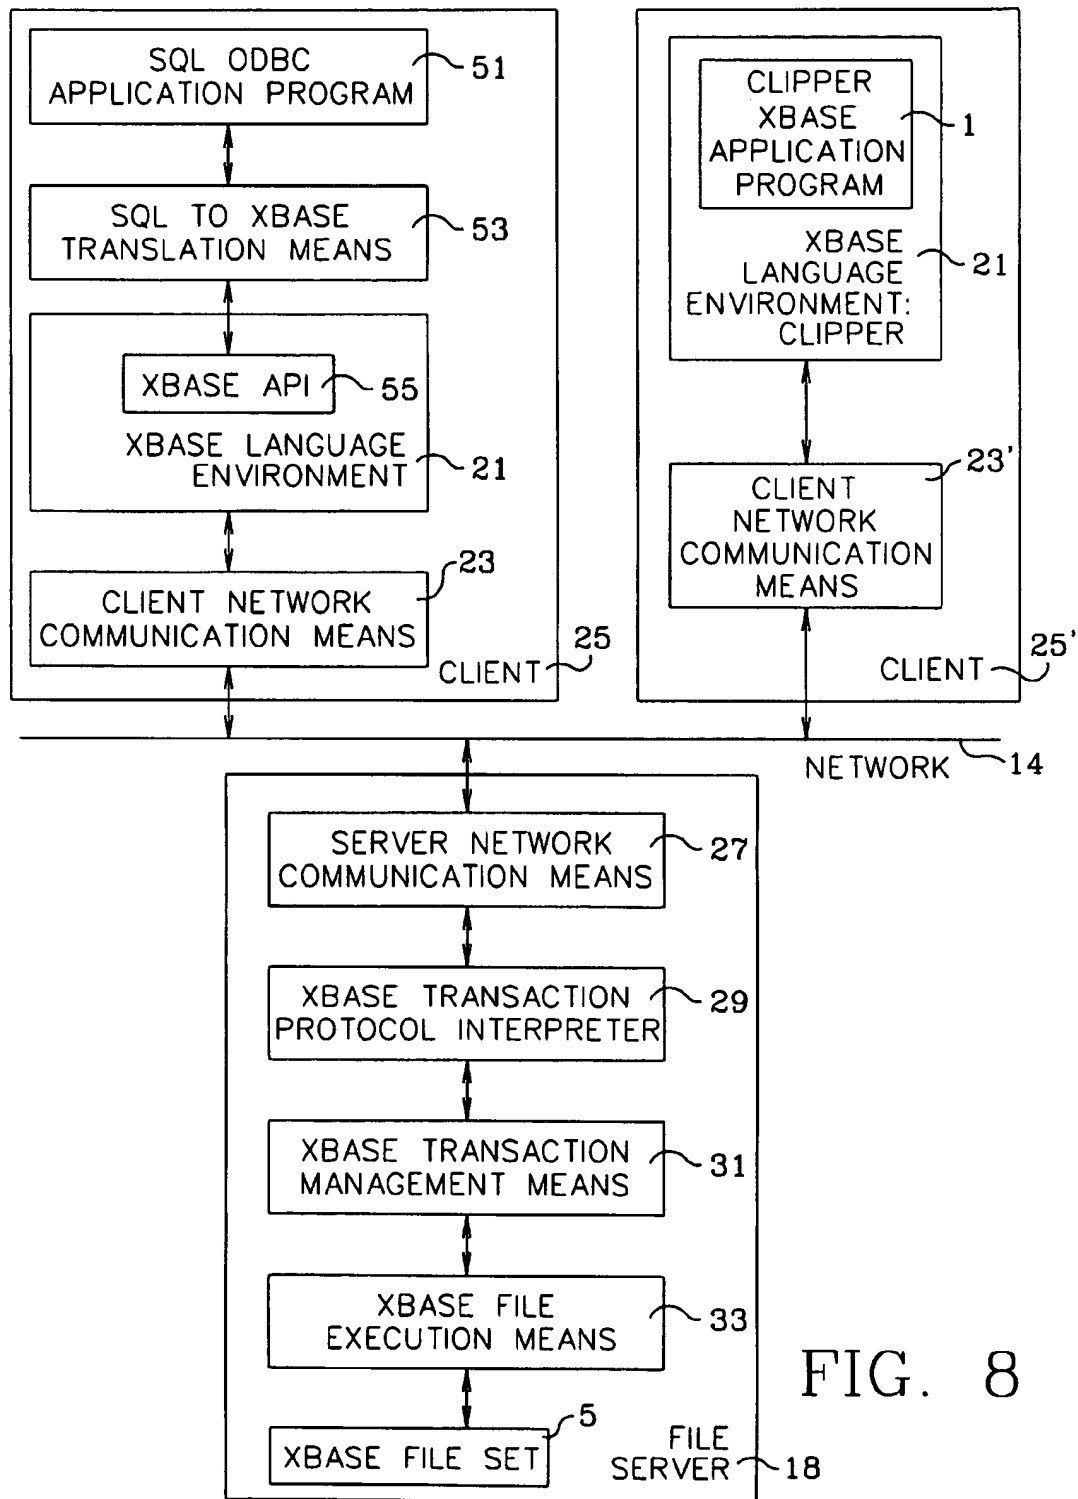 SQL ODBC
APPLICATION PROGRAM
51
SQL TO XBASE
TRANSLATION MEANS
53
XBASE API
55
XBASE LANGUAGE
ENVIRONMENT
21
23
CLIENT NETWORK
COMMUNICATION MEANS
CLIENT
25
CLIPPER
XBASE
APPLICATION
PROGRAM
1
XBASE
LANGUAGE
ENVIRONMENT:
CLIPPER
21
23'
CLIENT
NETWORK
COMMUNICATION
MEANS
CLIENT
25'
NETWORK
14
SERVER NETWORK
COMMUNICATION MEANS
27
XBASE TRANSACTION
PROTOCOL INTERPRETER
29
XBASE TRANSACTION
MANAGEMENT MEANS
31
XBASE FILE
EXECUTION MEANS
33
5
XBASE FILE SET
FILE
SERVER
18
FIG. 8